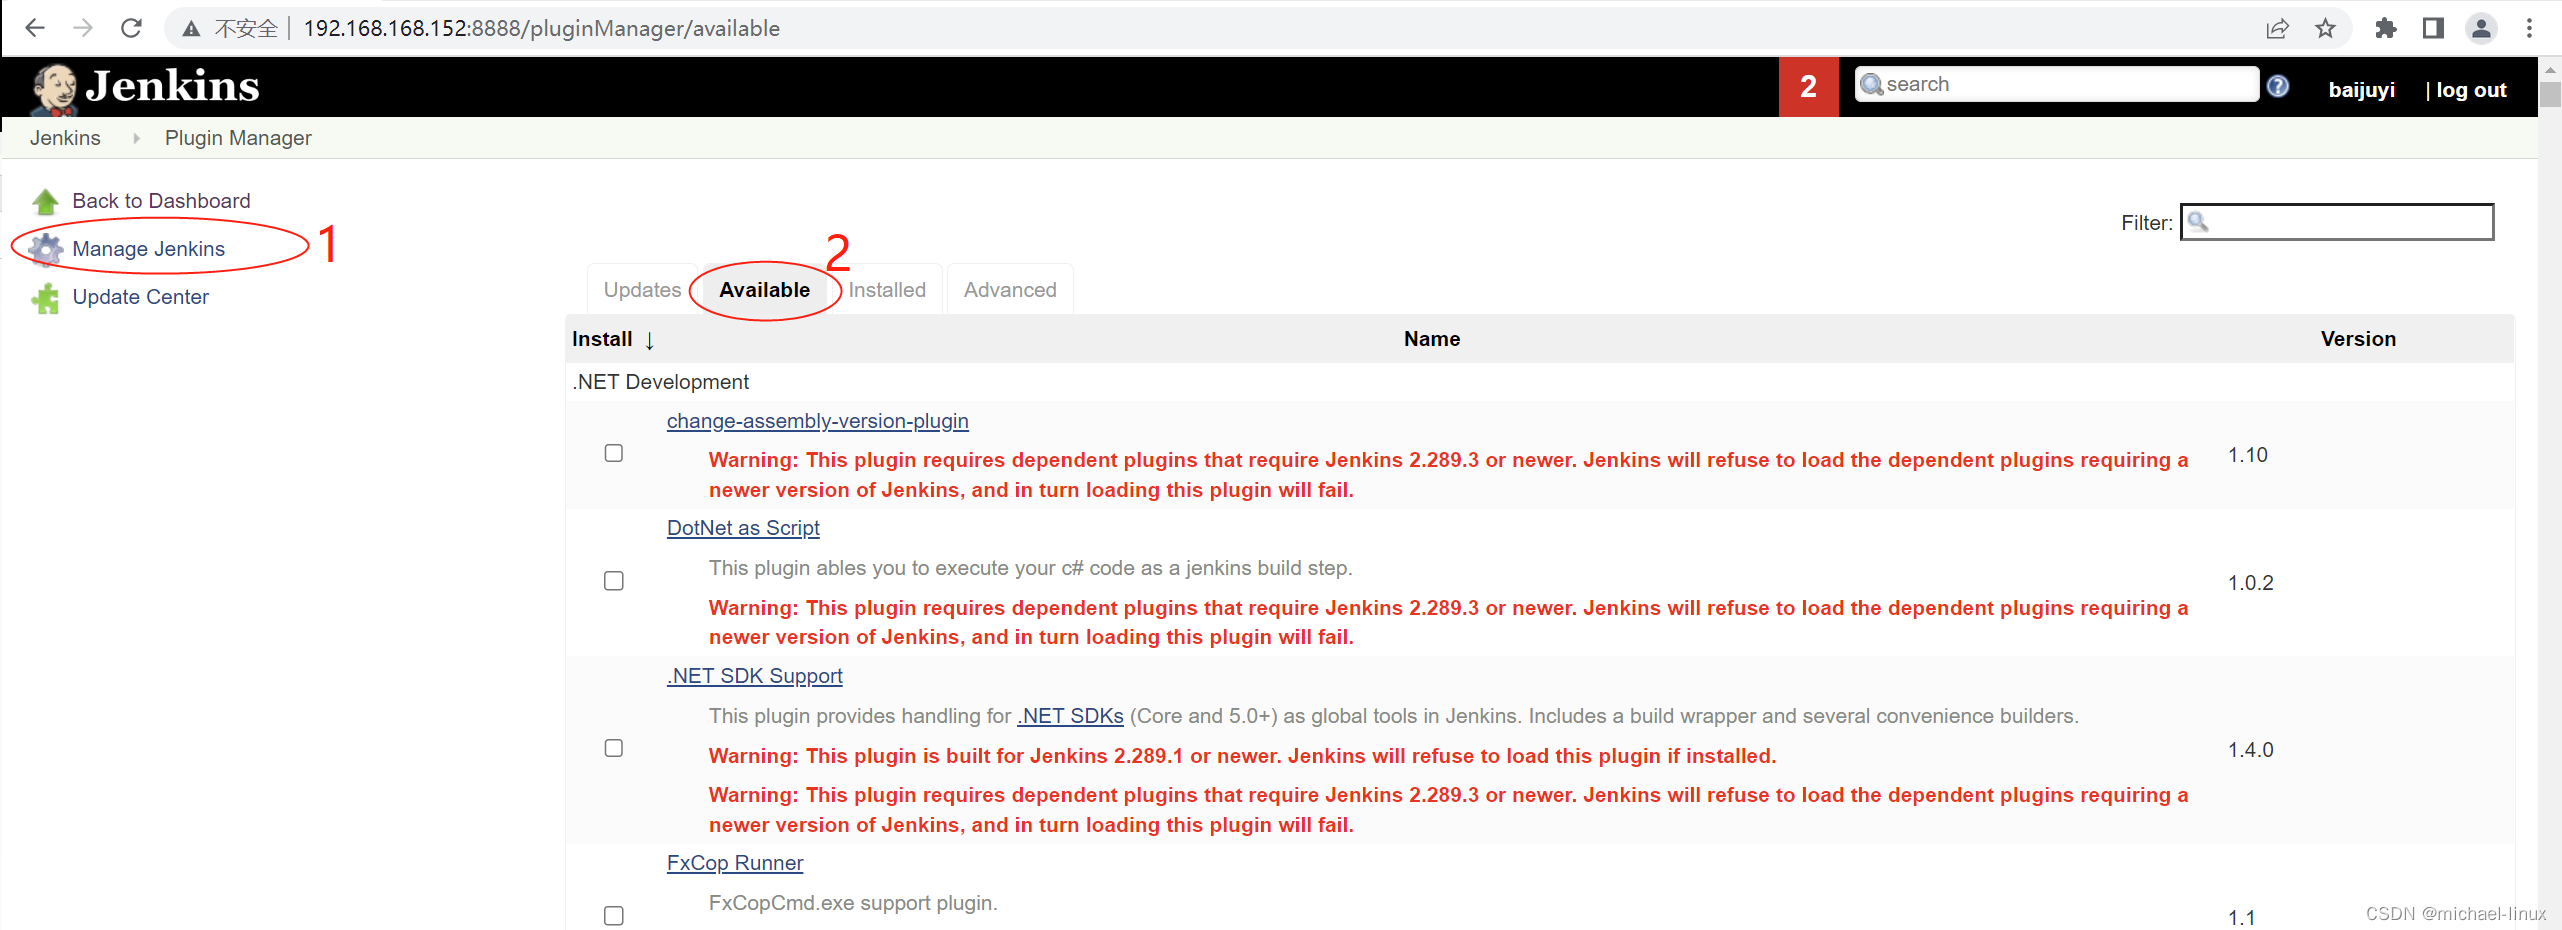 不安全 | 192.168.168.152:8888/pluginManager/available
Jenkins
2
search
baijuyi
| log out
Jenkins
Plugin Manager
Back to Dashboard
Manage Jenkins
1
Update Center
Filter:
2
Updates
Available
Installed
Advanced
Install ↓
Name
Version
.NET Development
change-assembly-version-plugin
Warning: This plugin requires dependent plugins that require Jenkins 2.289.3 or newer. Jenkins will refuse to load the dependent plugins requiring a
newer version of Jenkins, and in turn loading this plugin will fail.
1.10
DotNet as Script
This plugin ables you to execute your c# code as a jenkins build step.
Warning: This plugin requires dependent plugins that require Jenkins 2.289.3 or newer. Jenkins will refuse to load the dependent plugins requiring a
newer version of Jenkins, and in turn loading this plugin will fail.
1.0.2
.NET SDK Support
This plugin provides handling for .NET SDKs (Core and 5.0+) as global tools in Jenkins. Includes a build wrapper and several convenience builders.
Warning: This plugin is built for Jenkins 2.289.1 or newer. Jenkins will refuse to load this plugin if installed.
Warning: This plugin requires dependent plugins that require Jenkins 2.289.3 or newer. Jenkins will refuse to load the dependent plugins requiring a
newer version of Jenkins, and in turn loading this plugin will fail.
1.4.0
FxCop Runner
FxCopCmd.exe support plugin.
1.1
CSDN @michael-linux